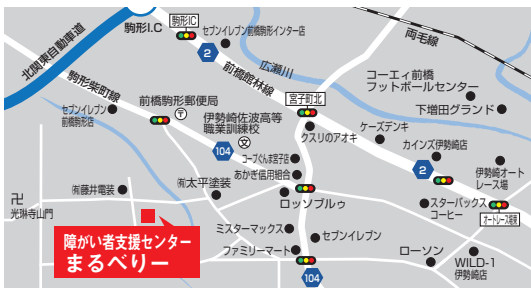 駒形I.C
駒形IC
セブンイレブン前橋駒形インター店
両毛線
北関東自動車道
2
広瀬川
前橋館林線
コーエィ前橋
フットボールセンター
駒形柴町線
前橋駒形郵便局
〒
宮子町北
下増田グランド
セブンイレブン
前橋駒形店
伊勢崎佐波高等
職業訓練校
文
クスリのアオキ
ケーズデンキ
104
コープぐんま宮子店
カインズ伊勢崎店
あかぎ信用組合
2
伊勢崎オート
レース場
卍
光琳寺山門
㈲藤井電装
㈲太平塗装
ロッソブルゥ
スターバックス
コーヒー
オートレース場東
障がい者支援センター
まるべりー
ミスターマックス
セブンイレブン
ファミリーマート
ローソン
WILD-1
伊勢崎店
104